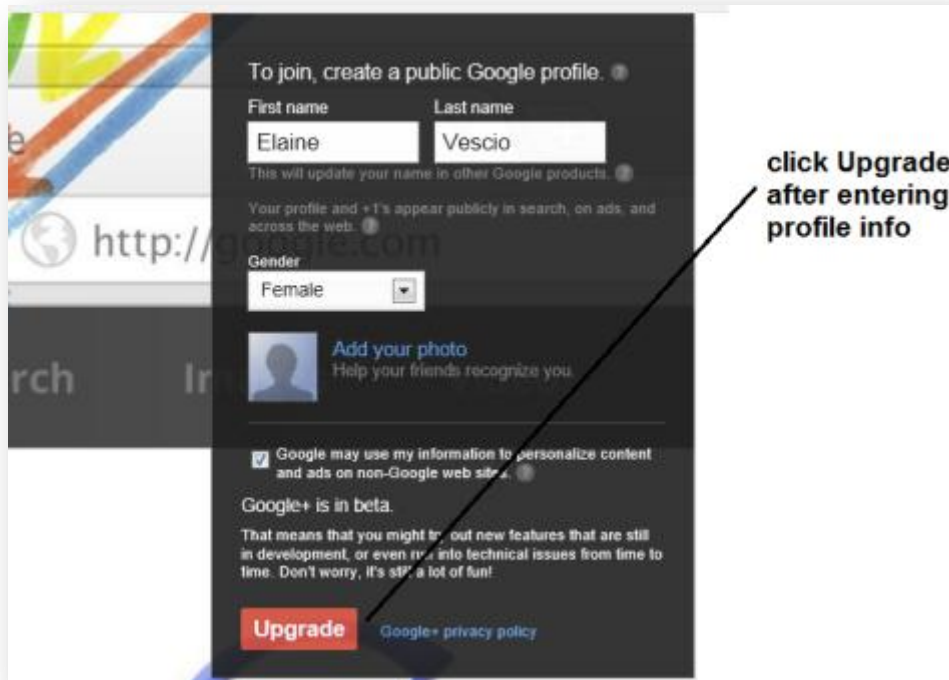 To join, create a public Google profile.
First name Last name
Elaine Vescio
This will update your name in other Google products.
Your profile and +1's appear publicly in search, on ads, and
across the web.
http://google.com
Gender
Female
Add your photo
Help your friends recognize you.
rch
Google may use my information to personalize content
and ads on non-Google web sites.
Google+ is in beta.
That means that you might try out new features that are still
in development, or even run into technical issues from time to
time. Don't worry, it's still a lot of fun!
Upgrade Google+ privacy policy
click Upgrade
after entering
profile info